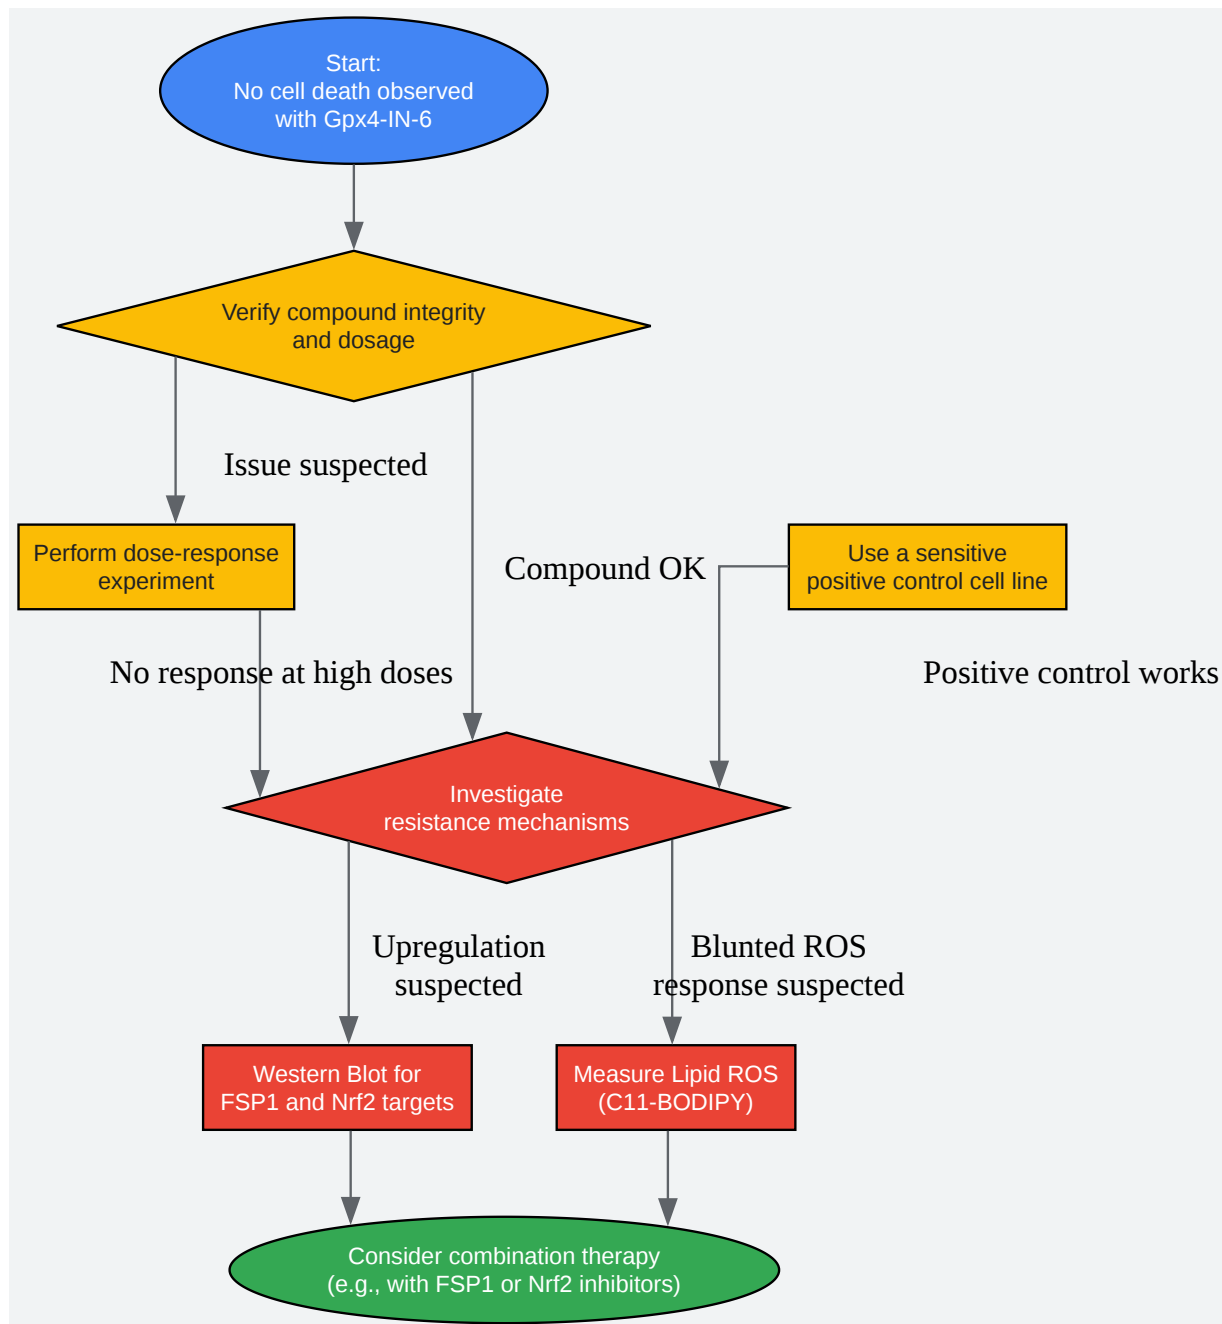 Start:
No cell death observed
with Gpx4-IN-6
Verify compound integrity
and dosage
Issue suspected
Perform dose-response
experiment
Compound OK
Use a sensitive
positive control cell line
No response at high doses
Positive control works
Investigate
resistance mechanisms
Upregulation
suspected
Blunted ROS
response suspected
Western Blot for
FSP1 and Nrf2 targets
Measure Lipid ROS
(C11-BODIPY)
Consider combination therapy
(e.g., with FSP1 or Nrf2 inhibitors)